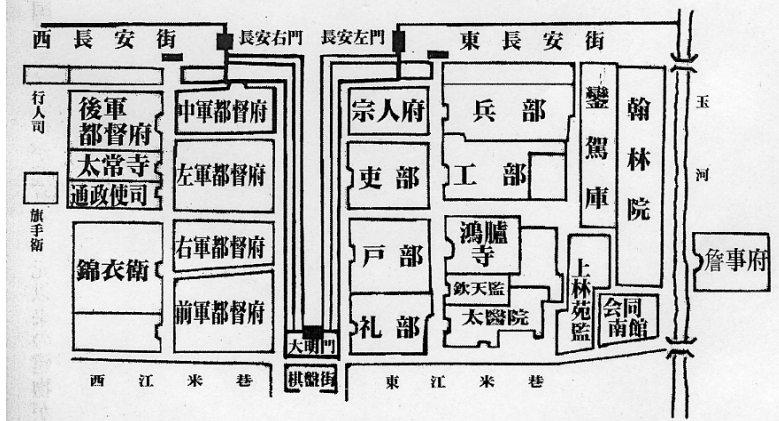 西長安街
長安右門
長安左門
東長安街
行人司
後軍
都督府
太常寺
通政使司
旗手衛
錦衣衛
中軍都督府
左軍都督府
右軍都督府
前軍都督府
大明門
棋盤街
宗人府
吏部
戸部
礼部
兵部
工部
鴻臚
寺
欽天監
太醫院
鑾駕庫
翰林院
上林苑監
会同
南館
玉河
詹事府
西江米巷
東江米巷